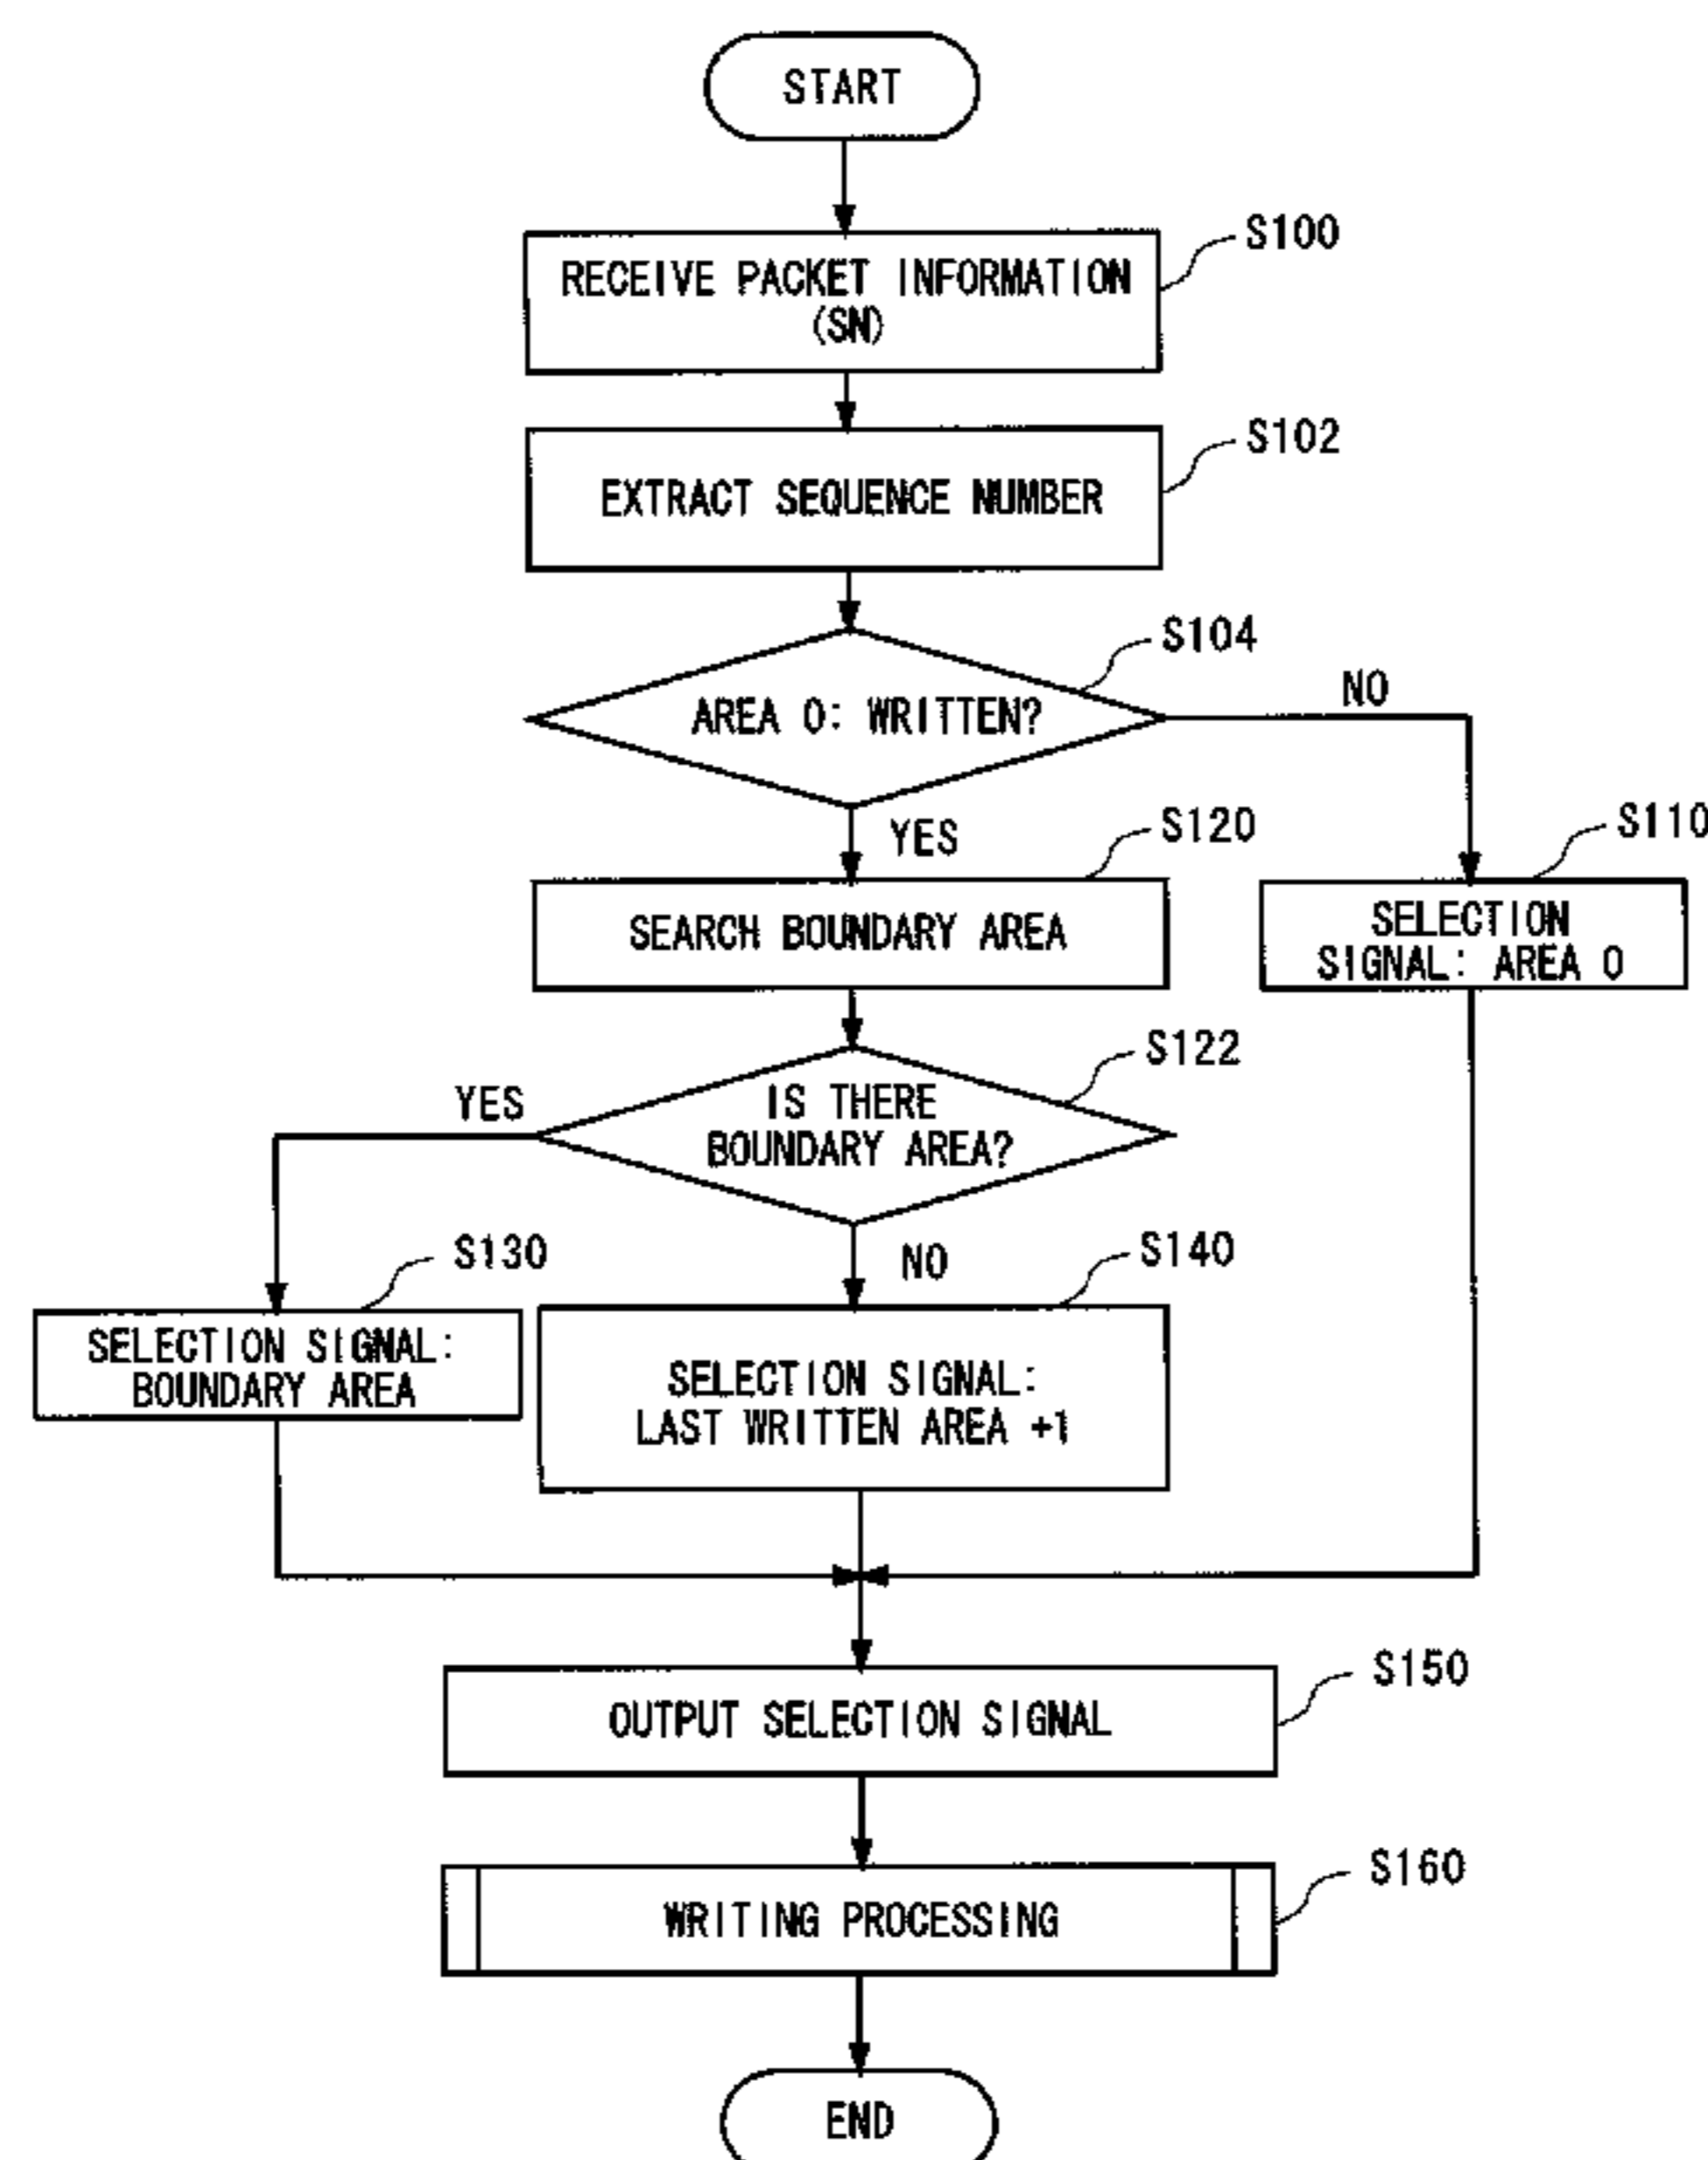 START
S100
RECEIVE PACKET INFORMATION
(SN)
S102
EXTRACT SEQUENCE NUMBER
S104
AREA 0: WRITTEN?
NO
YES
S120
S110
SEARCH BOUNDARY AREA
SELECTION
SIGNAL: AREA 0
S122
YES
IS THERE
BOUNDARY AREA?
S130
NO
S140
SELECTION SIGNAL:
BOUNDARY AREA
SELECTION SIGNAL:
LAST WRITTEN AREA +1
S150
OUTPUT SELECTION SIGNAL
S160
WRITING PROCESSING
END